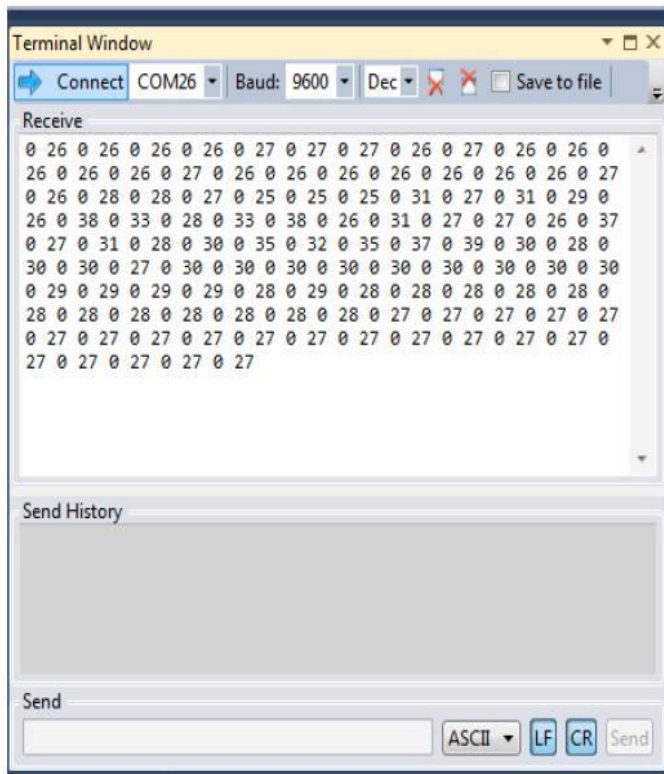 Terminal Window
Connect COM26 Baud: 9600 Dec Save to file
Receive
0 26 0 26 0 26 0 26 0 27 0 27 0 27 0 26 0 27 0 26 0 26 0
26 0 26 0 26 0 27 0 26 0 26 0 26 0 26 0 26 0 26 0 26 0 27
0 26 0 28 0 28 0 27 0 25 0 25 0 25 0 31 0 27 0 31 0 29 0
26 0 38 0 33 0 28 0 33 0 38 0 26 0 31 0 27 0 27 0 26 0 37
0 27 0 31 0 28 0 30 0 35 0 32 0 35 0 37 0 39 0 30 0 28 0
30 0 30 0 27 0 30 0 30 0 30 0 30 0 30 0 30 0 30 0 30 0 30
0 29 0 29 0 29 0 29 0 28 0 29 0 28 0 28 0 28 0 28 0 28 0
28 0 28 0 28 0 28 0 28 0 28 0 28 0 27 0 27 0 27 0 27 0 27
0 27 0 27 0 27 0 27 0 27 0 27 0 27 0 27 0 27 0 27 0 27 0
27 0 27 0 27 0 27 0 27
Send History
Send
ASCII LF CR Send